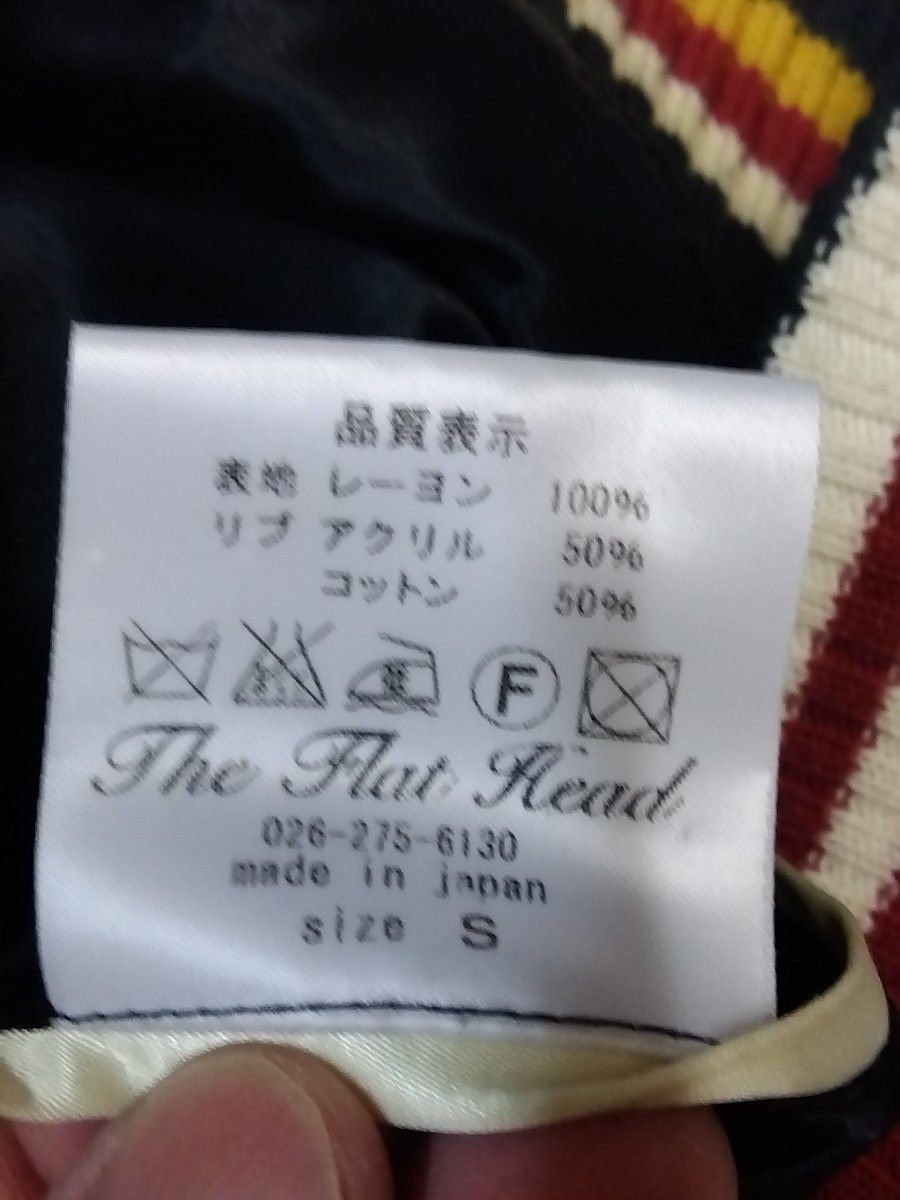 品質表示
表地 レーヨン 100%
リブ アクリル 50%
コットン 50%
F
The Flat Head
026-275-6130
made in japan
size S